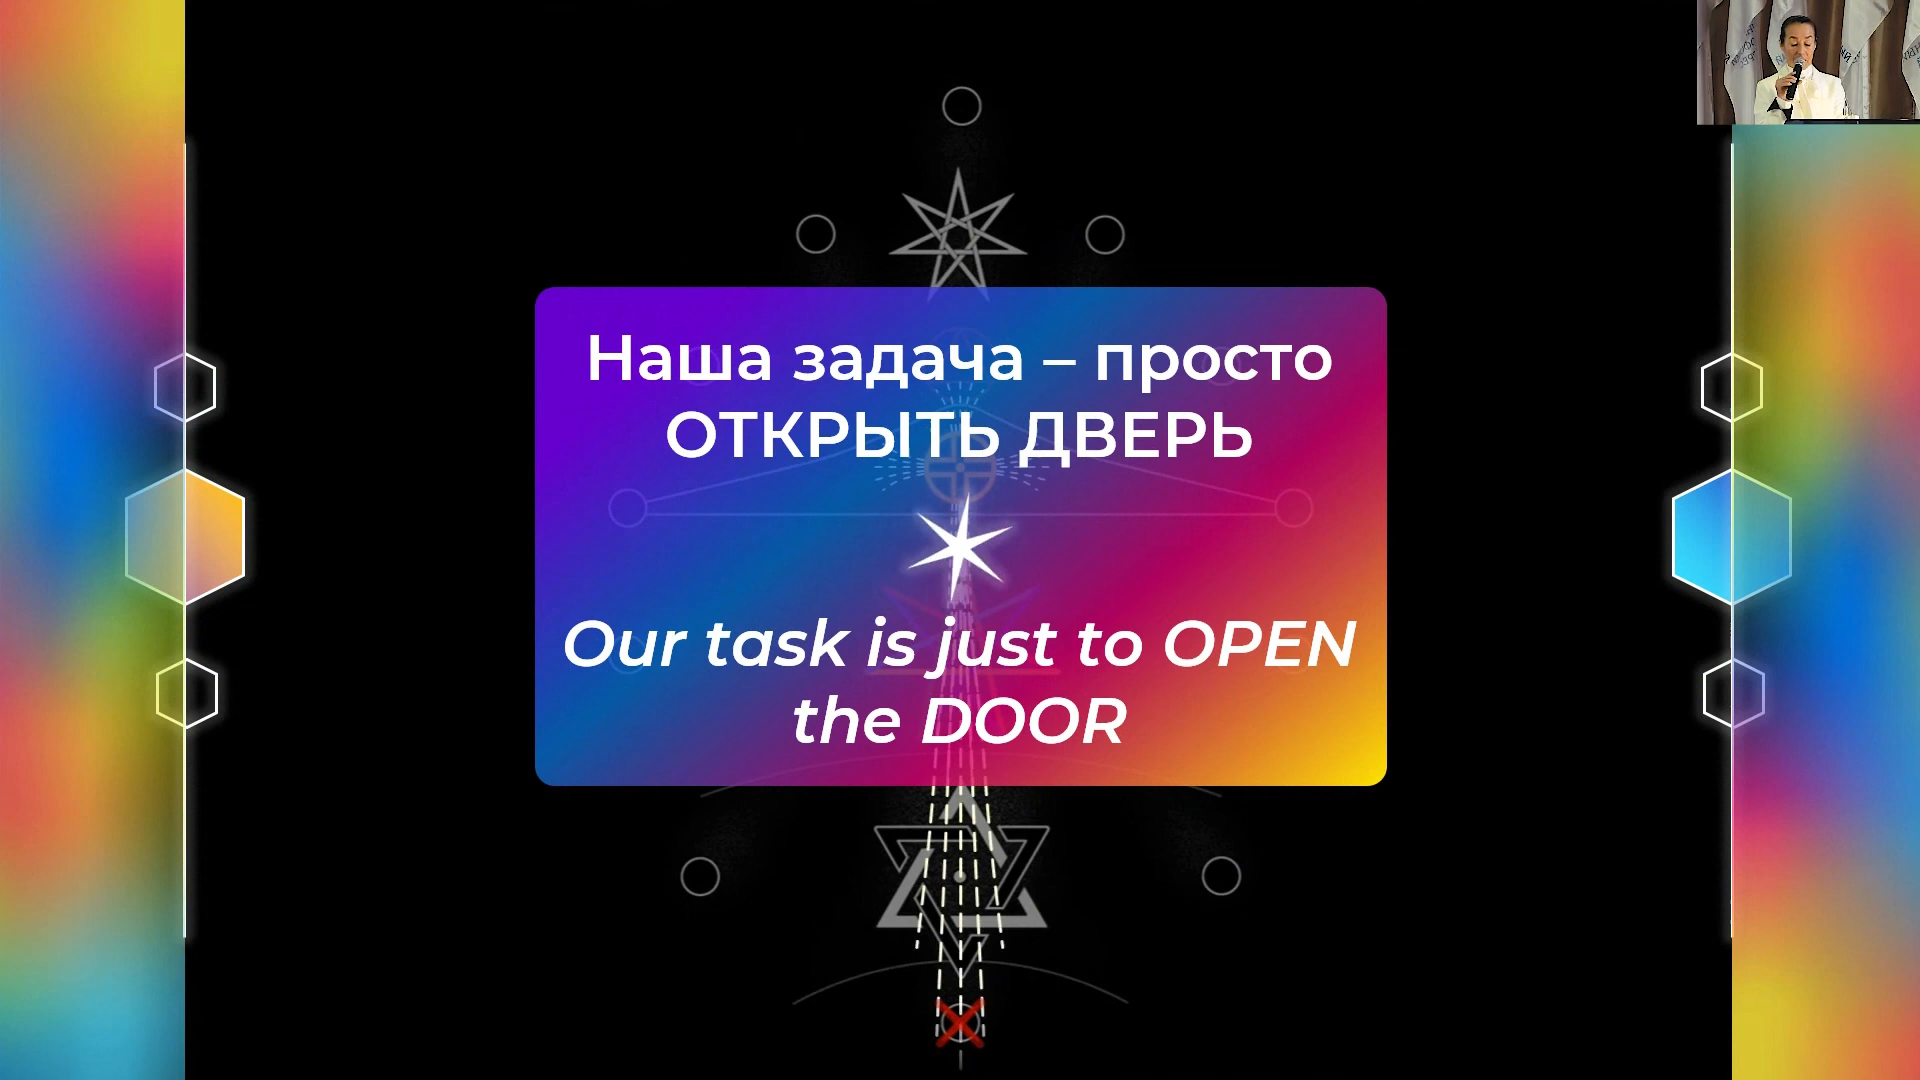 Наша задача – просто
ОТКРЫТЬ ДВЕРЬ
Our task is just to OPEN
the DOOR